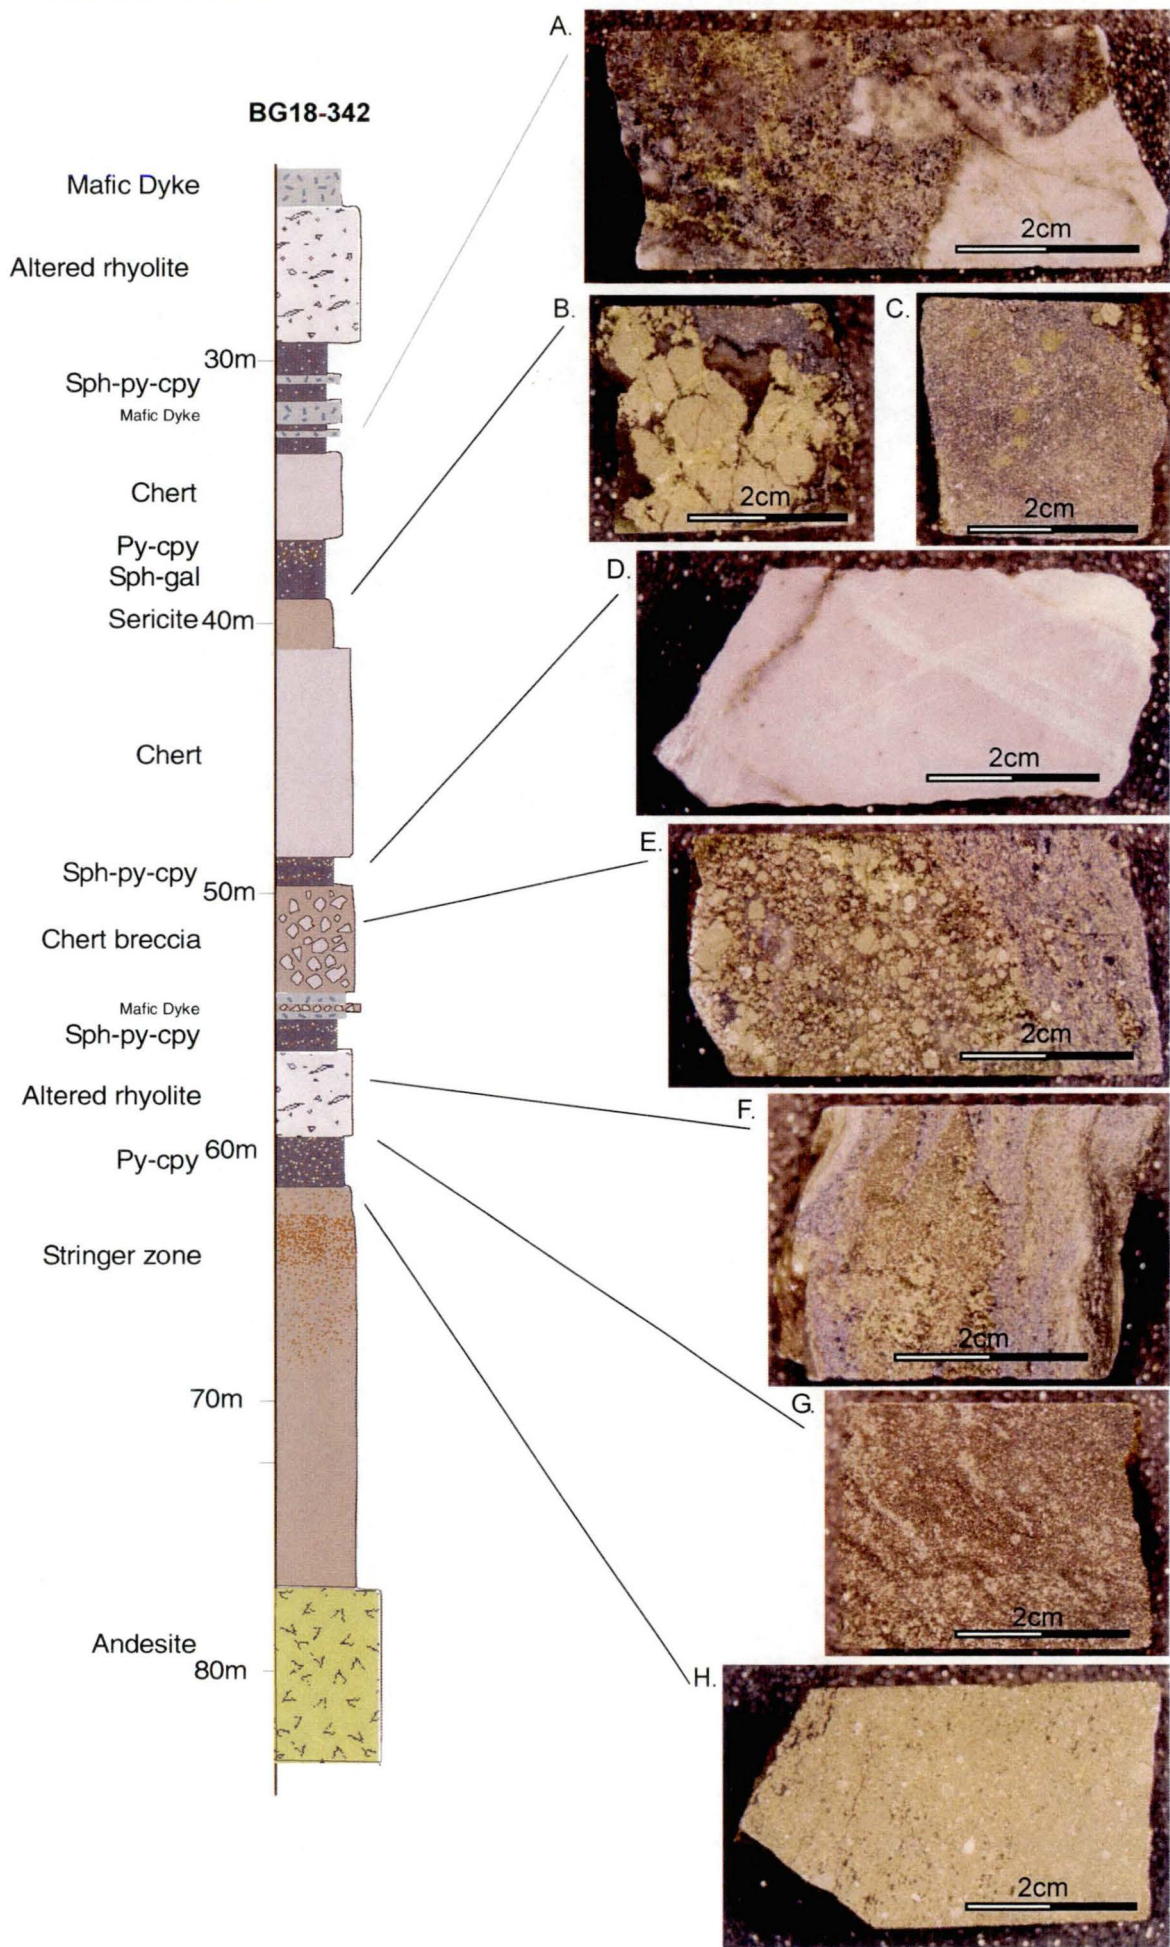 BG18-342
Mafic Dyke
Altered rhyolite
30m
Sph-py-cpy
Mafic Dyke
Chert
Py-cpy
Sph-gal
Sericite 40m
Chert
Sph-py-cpy
50m
Chert breccia
Mafic Dyke
Sph-py-cpy
Altered rhyolite
Py-cpy 60m
Stringer zone
70m
Andesite
80m
A.
2cm
B.
2cm
C.
2cm
D.
2cm
E.
F.
2cm
G.
2cm
H.
2cm